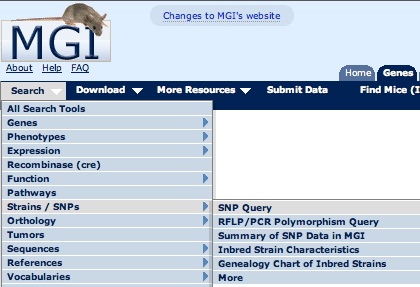 MGI
Changes to MGI's website
About Help FAQ
Home Genes
Search Download More Resources Submit Data Find Mice (I
All Search Tools
Genes
Phenotypes
Expression
Recombinase (cre)
Function
Pathways
Strains / SNPs
Orthology
Tumors
Sequences
References
Vocabularies
SNP Query
RFLP/PCR Polymorphism Query
Summary of SNP Data in MGI
Inbred Strain Characteristics
Genealogy Chart of Inbred Strains
More